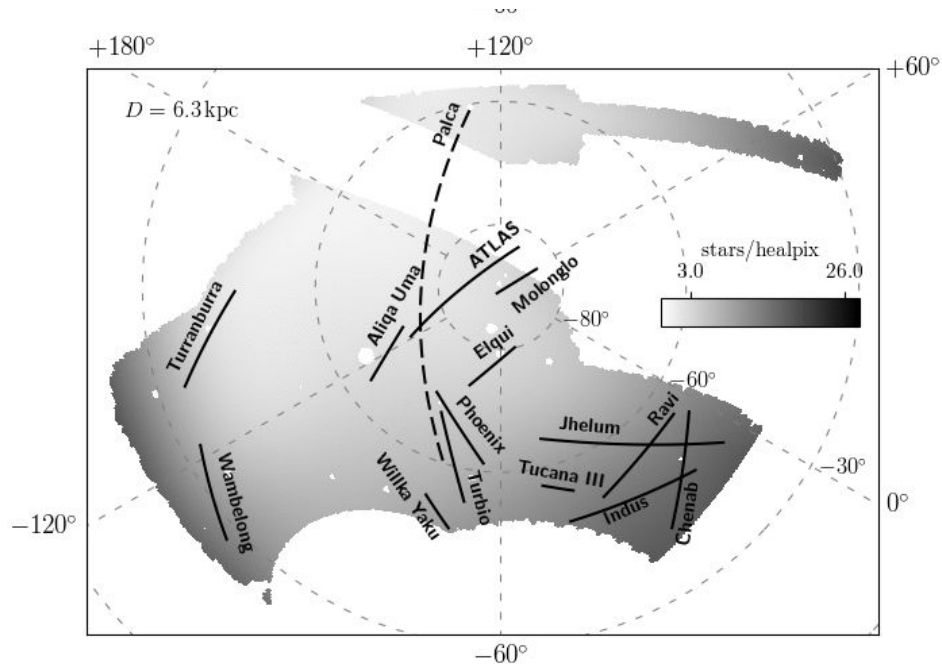 +180°
+120°
+60°
D = 6.3 kpc
Palca
stars/healpix
3.0 26.0
ATLAS
Molonglo
Aliqa Uma
Turranburra
−80°
Elqui
−60°
Ravi
Phoenix
Jhelum
Tucana III
−30°
Wambelong
Willka Yaku
Turbio
Indus
Chenab
0°
−120°
−60°